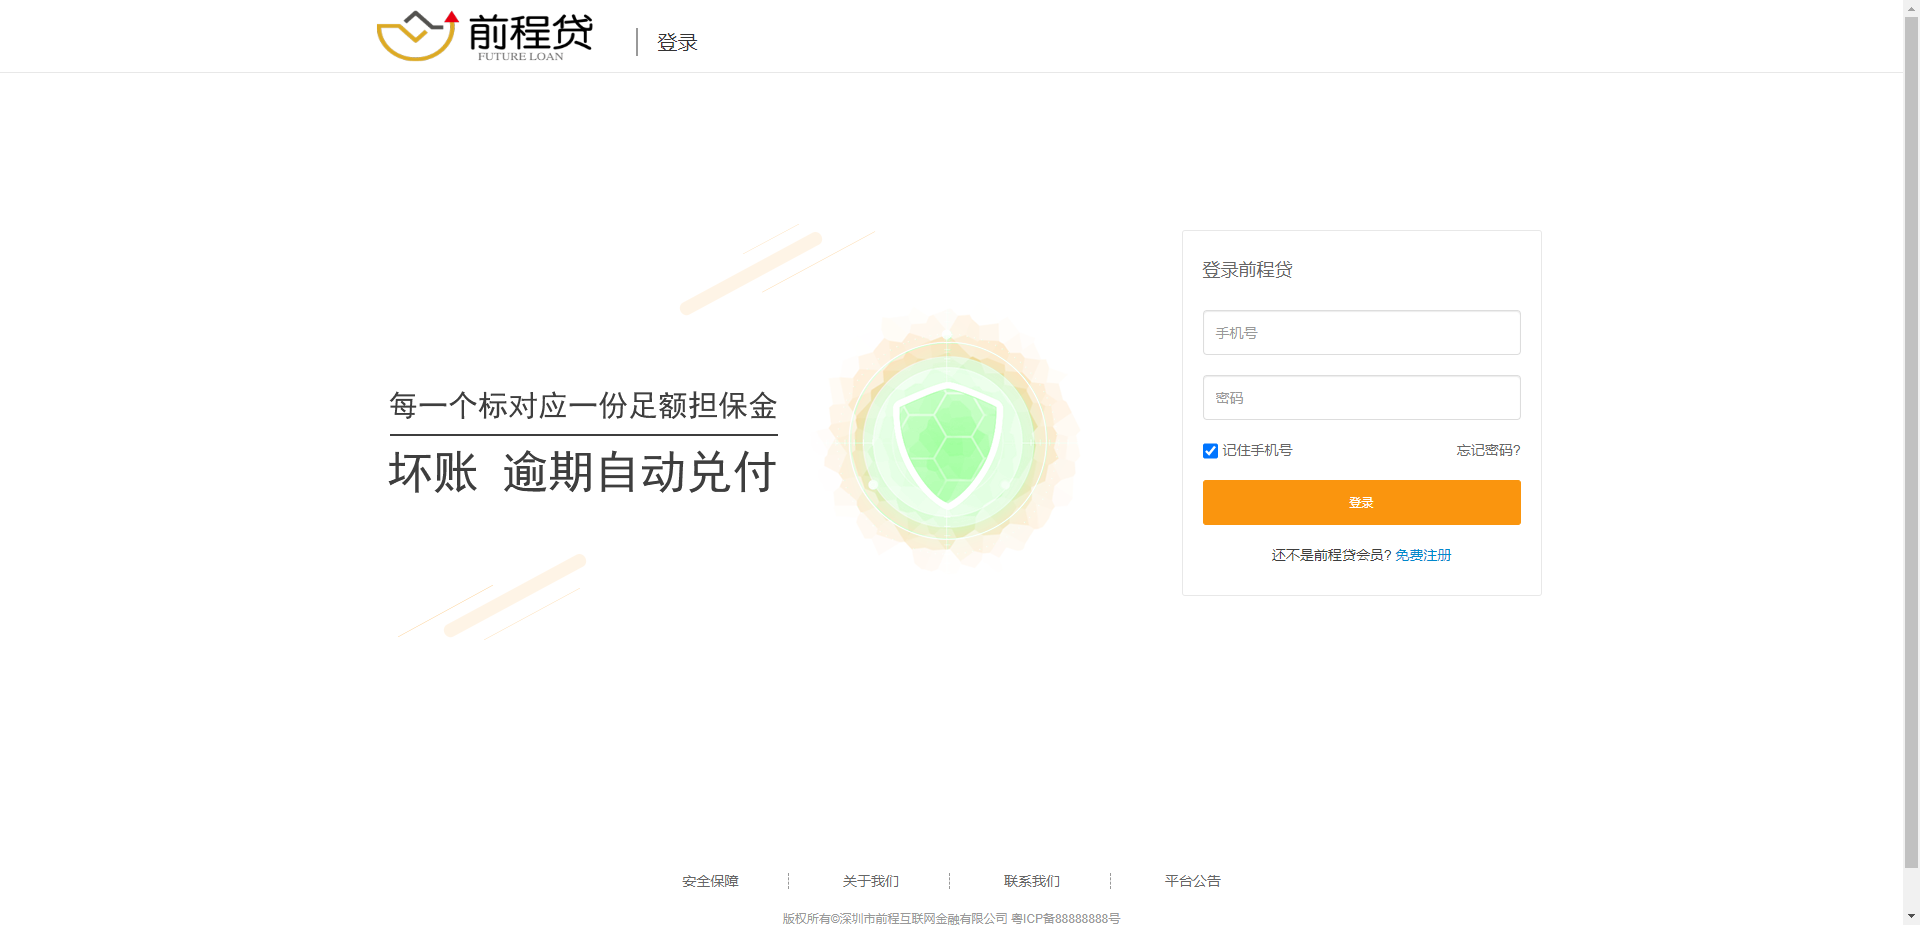 前程贷
FUTURE LOAN
登录
每一个标对应一份足额担保金
坏账 逾期自动兑付
登录前程贷
手机号
密码
记住手机号 忘记密码?
登录
还不是前程贷会员? 免费注册
安全保障 关于我们 联系我们 平台公告
版权所有©深圳市前程互联网金融有限公司 粤ICP备88888888号